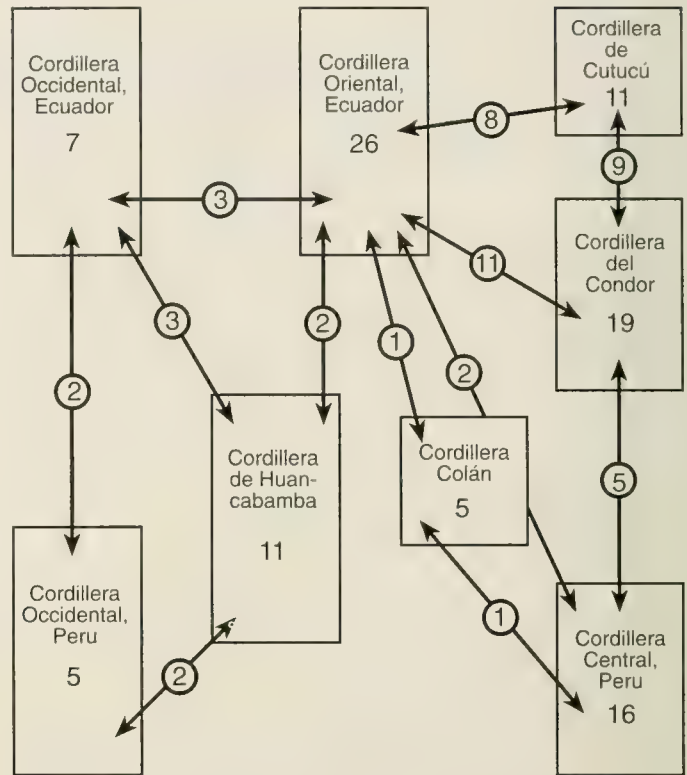 Cordillera
Occidental,
Ecuador
7
Cordillera
Oriental,
Ecuador
26
Cordillera
de
Cutucú
11
8
9
3
Cordillera
del
Condor
19
11
3
2
1
2
2
Cordillera
de Huan-
cabamba
11
Cordillera
Colán
5
5
Cordillera
Occidental,
Peru
5
2
1
Cordillera
Central,
Peru
16